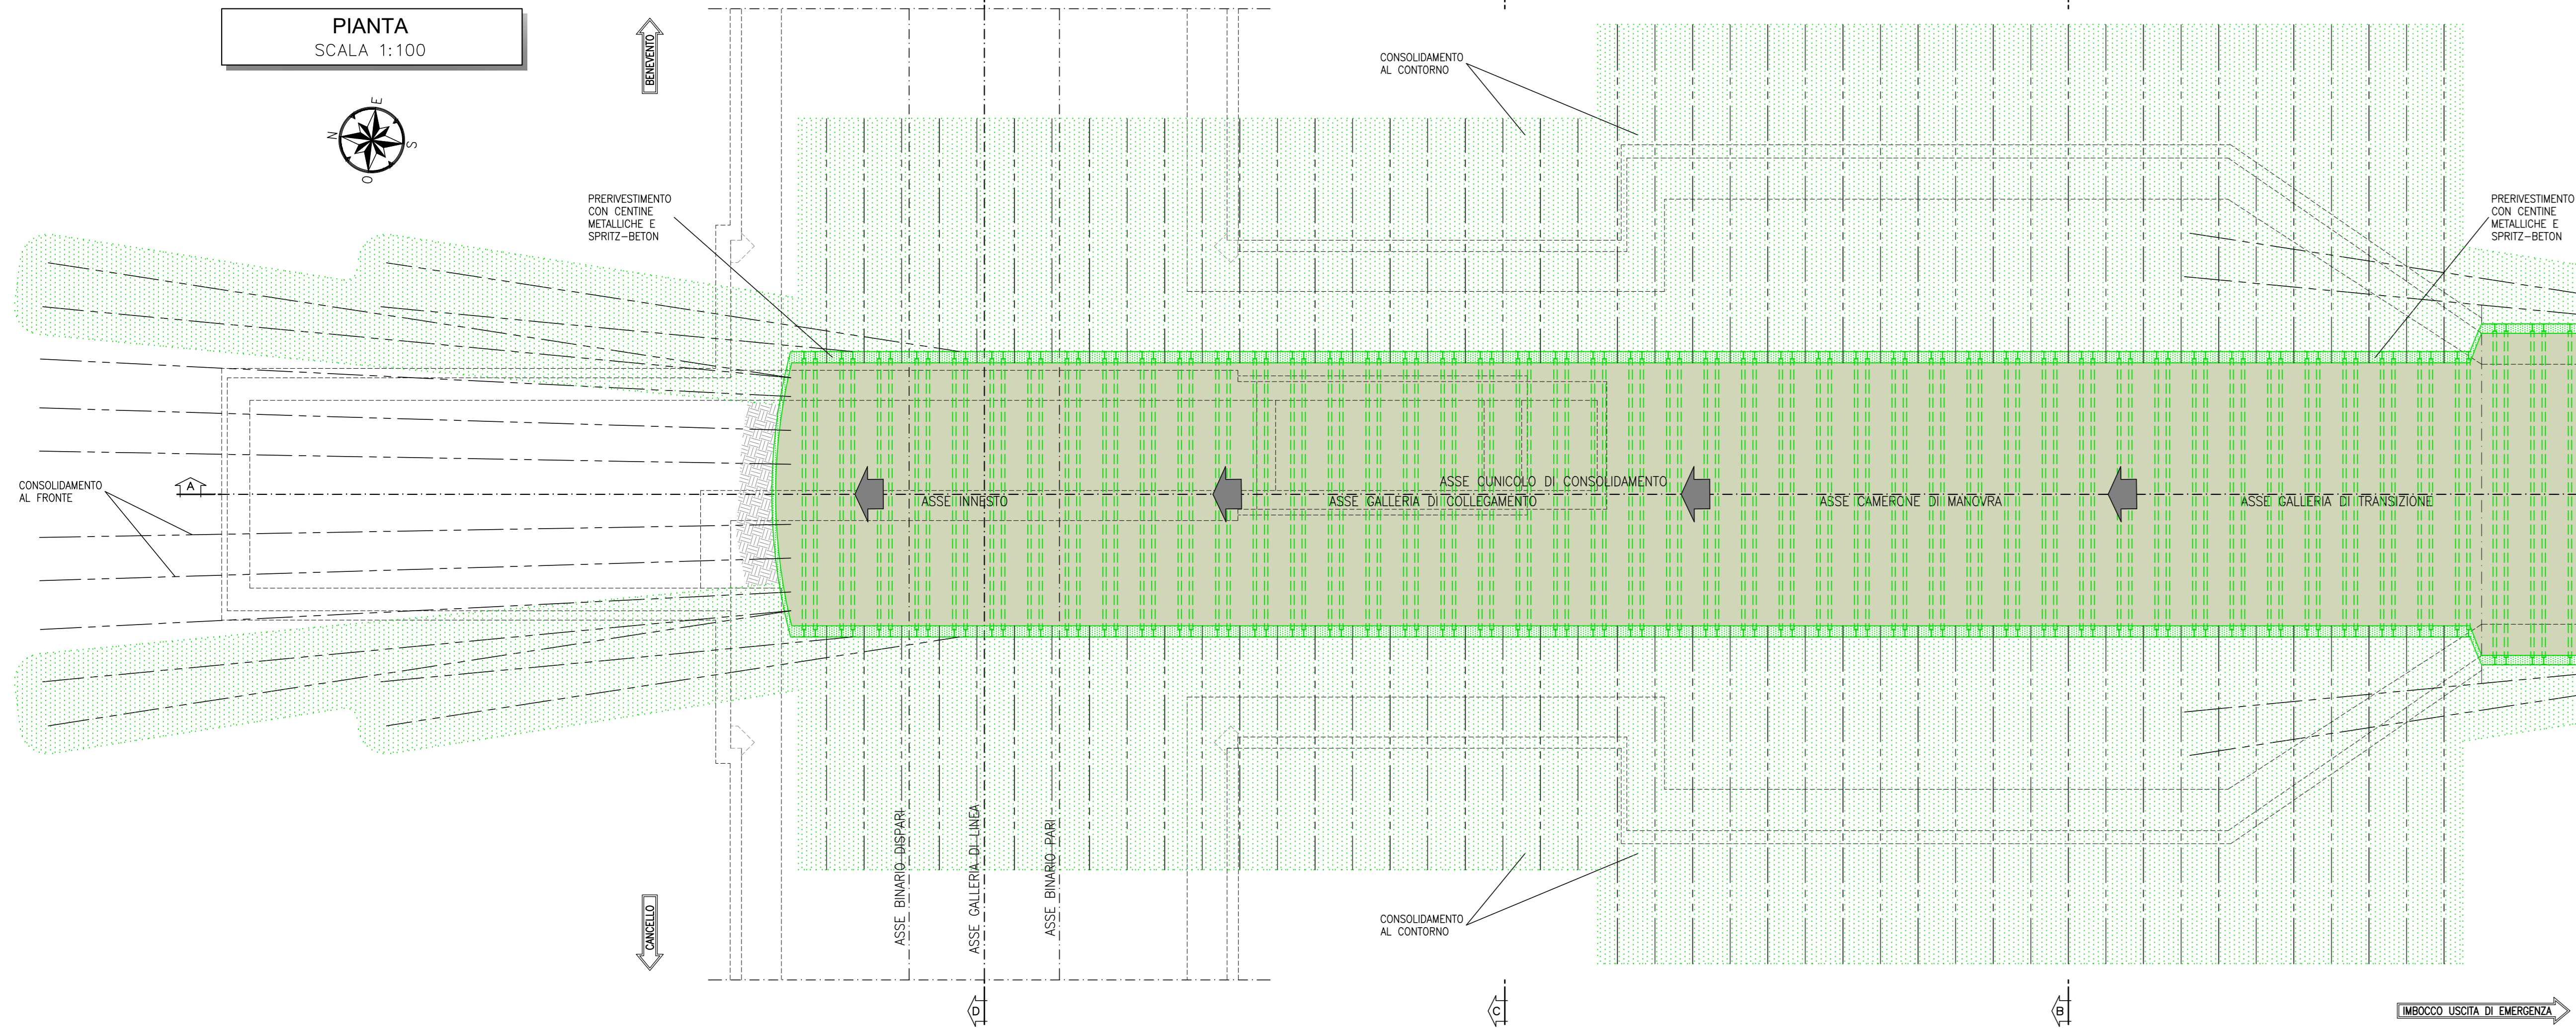 PIANTA
SCALA 1:100
BENEVENTO
N
E
S
O
CONSOLIDAMENTO
AL CONTORNO
PRERIVESTIMENTO
CON CENTINE
METALLICHE E
SPRITZ-BETON
PRERIVESTIMENTO
CON CENTINE
METALLICHE E
SPRITZ-BETON
CONSOLIDAMENTO
AL FRONTE
A
ASSE INNESTO
ASSE CUNICOLO DI CONSOLIDAMENTO
ASSE GALLERIA DI COLLEGAMENTO
ASSE CAMERONE DI MANOVRA
ASSE GALLERIA DI TRANSIZIONE
ASSE BINARIO DISPARI
ASSE GALLERIA DI LINEA
ASSE BINARIO PARI
CANCELLO
CONSOLIDAMENTO
AL CONTORNO
D
C
B
IMBOCCO USCITA DI EMERGENZA